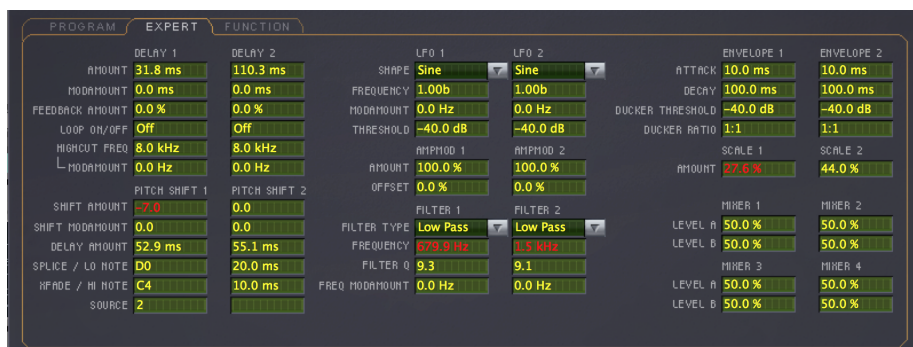 PROGRAM EXPERT FUNCTION
DELAY 1 DELAY 2
AMOUNT 31.8 ms 110.3 ms
MODAMOUNT 0.0 ms 0.0 ms
FEEDBACK AMOUNT 0.0 % 0.0 %
LOOP ON/OFF Off Off
HIGHCUT FREQ 8.0 kHz 8.0 kHz
MODAMOUNT 0.0 Hz 0.0 Hz
PITCH SHIFT 1 PITCH SHIFT 2
SHIFT AMOUNT -7.0 0.0
SHIFT MODAMOUNT 0.0 0.0
DELAY AMOUNT 52.9 ms 55.1 ms
SPLICE / LO NOTE D0 20.0 ms
XFADE / HI NOTE C4 10.0 ms
SOURCE 2
LFO 1 LFO 2
SHAPE Sine Sine
FREQUENCY 1.00b 1.00b
MODAMOUNT 0.0 Hz 0.0 Hz
THRESHOLD -40.0 dB -40.0 dB
AMPMOD 1 AMPMOD 2
AMOUNT 100.0 % 100.0 %
OFFSET 0.0 % 0.0 %
FILTER 1 FILTER 2
FILTER TYPE Low Pass Low Pass
FREQUENCY 679.9 Hz 1.5 kHz
FILTER Q 9.3 9.1
FREQ MODAMOUNT 0.0 Hz 0.0 Hz
ENVELOPE 1 ENVELOPE 2
ATTACK 10.0 ms 10.0 ms
DECAY 100.0 ms 100.0 ms
DUCKER THRESHOLD -40.0 dB -40.0 dB
DUCKER RATIO 1:1 1:1
SCALE 1 SCALE 2
AMOUNT 27.6 % 44.0 %
MIXER 1 MIXER 2
LEVEL A 50.0 % 50.0 %
LEVEL B 50.0 % 50.0 %
MIXER 3 MIXER 4
LEVEL A 50.0 % 50.0 %
LEVEL B 50.0 % 50.0 %